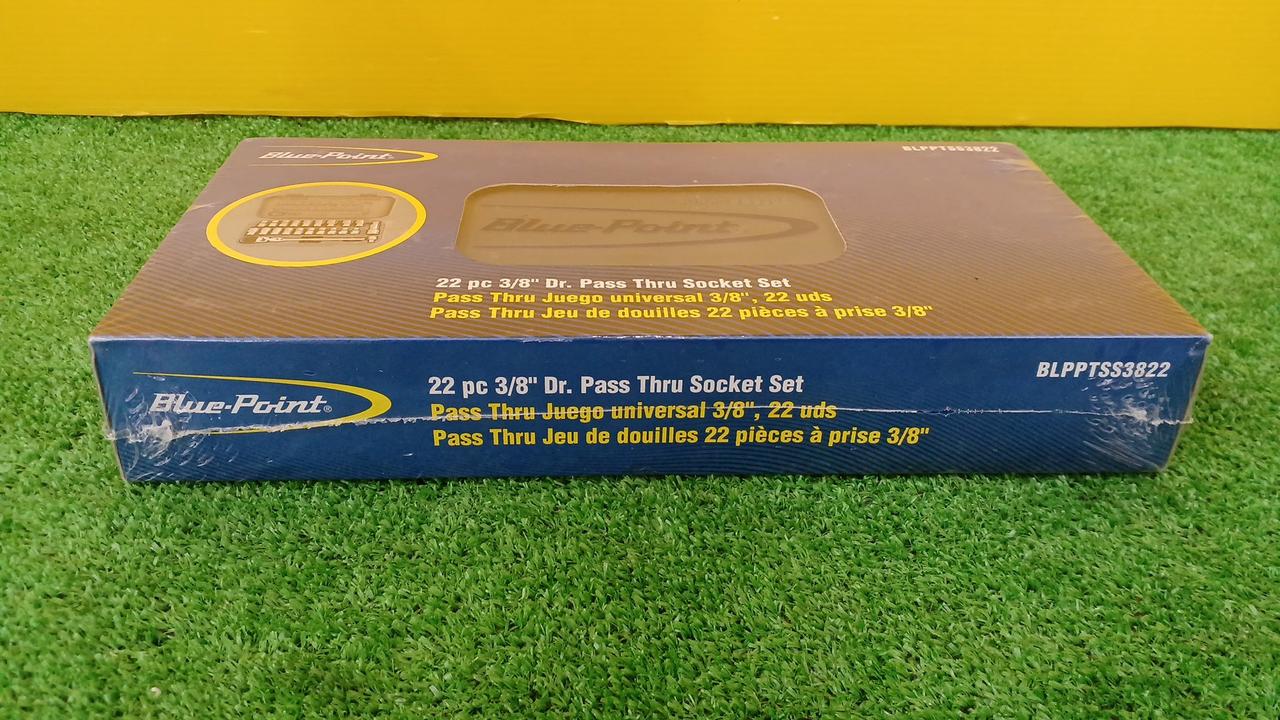 Blue-Point
BLPPTSS3822
Blue-Point
22 pc 3/8" Dr. Pass Thru Socket Set
Pass Thru Juego universal 3/8", 22 uds
Pass Thru Jeu de douilles 22 pièces à prise 3/8"
Blue-Point®
22 pc 3/8" Dr. Pass Thru Socket Set
Pass Thru Juego universal 3/8", 22 uds
Pass Thru Jeu de douilles 22 pièces à prise 3/8"
BLPPTSS3822